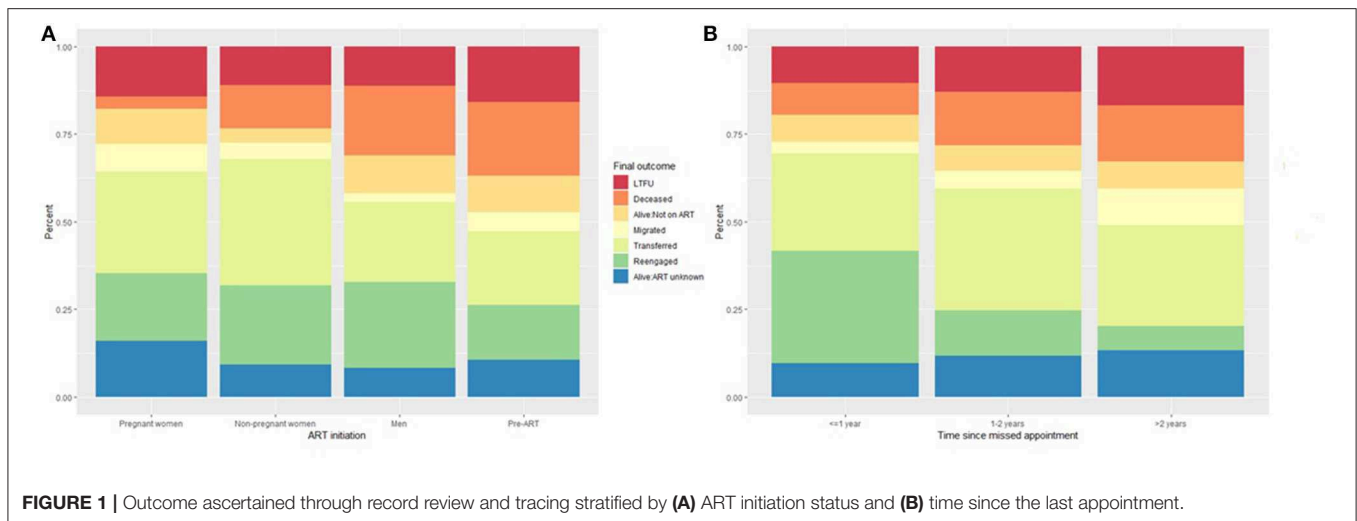 A
1.00
0.75
0.50
0.25
0.00
Percent
Pregnant women
Non-pregnant women
Men
Pre-ART
ART initiation
Final outcome
LTFU
Deceased
Alive:Not on ART
Migrated
Transferred
Reengaged
Alive:ART unknown
B
1.00
0.75
0.50
0.25
0.00
Percent
<=1 year
1-2 years
>2 years
Time since missed appointment
FIGURE 1 | Outcome ascertained through record review and tracing stratified by (A) ART initiation status and (B) time since the last appointment.